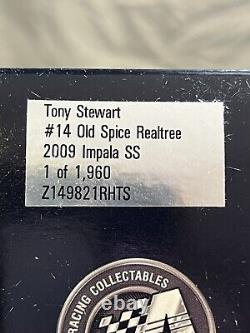 Tony Stewart
#14 Old Spice Realtree
2009 Impala SS
1 of 1,960
Z149821RHTS
RACING COLLECTABLES